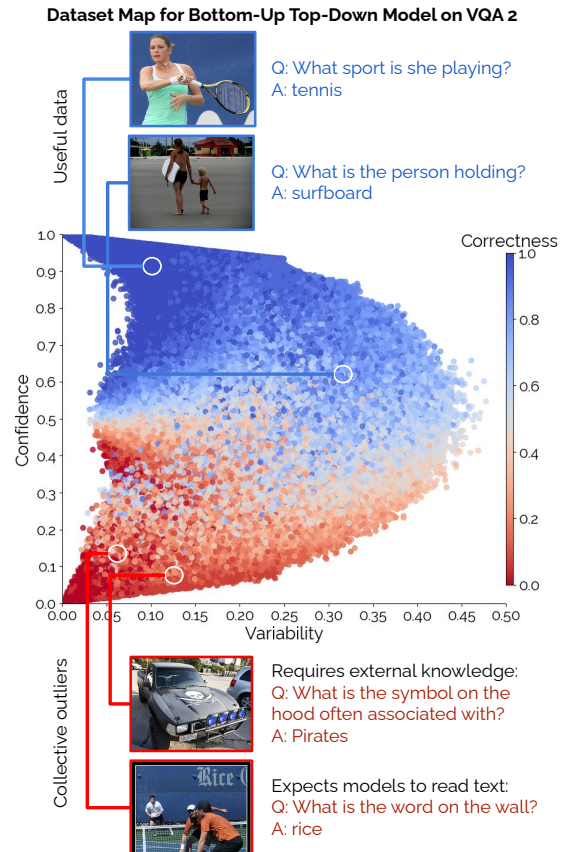 Dataset Map for Bottom-Up Top-Down Model on VQA 2
Useful data
Q: What sport is she playing?
A: tennis
Q: What is the person holding?
A: surfboard
Correctness
1.0
0.8
0.6
0.4
0.2
0.0
Confidence
1.0
0.9
0.8
0.7
0.6
0.5
0.4
0.3
0.2
0.1
0.0
0.00 0.05 0.10 0.15 0.20 0.25 0.30 0.35 0.40 0.45 0.50
Variability
Collective outliers
Requires external knowledge:
Q: What is the symbol on the
hood often associated with?
A: Pirates
Rice
Expects models to read text:
Q: What is the word on the wall?
A: rice